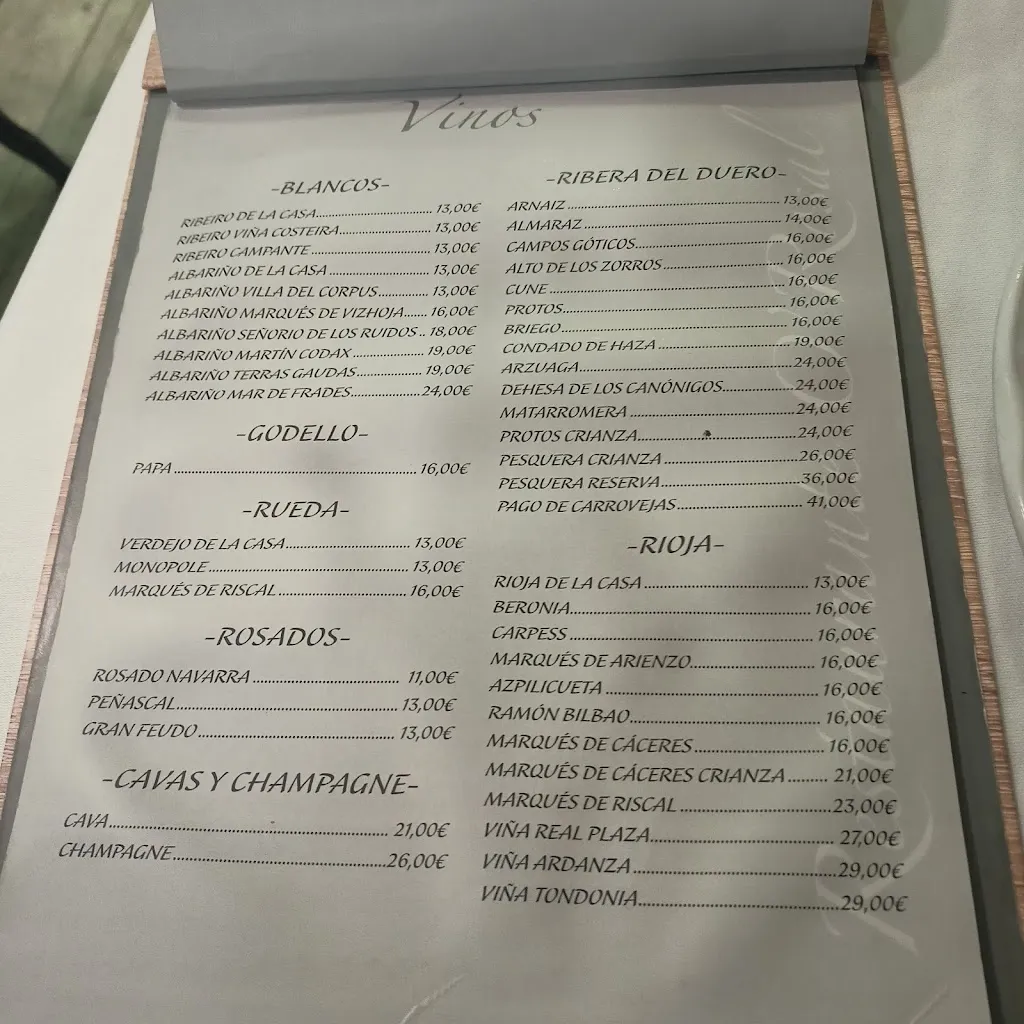 Vinos
-BLANCOS-
RIBEIRO DE LA CASA 13,00€
RIBEIRO VIÑA COSTEIRA 13,00€
RIBEIRO CAMPANTE 13,00€
ALBARIÑO DE LA CASA 13,00€
ALBARIÑO VILLA DEL CORPUS 13,00€
ALBARIÑO MARQUÉS DE VIZHOJA 16,00€
ALBARIÑO SEÑORIO DE LOS RUIDOS 18,00€
ALBARIÑO MARTÍN CODAX 19,00€
ALBARIÑO TERRAS GAUDAS 19,00€
ALBARIÑO MAR DE FRADES 24,00€
-GODELLO-
PAPA 16,00€
-RUEDA-
VERDEJO DE LA CASA 13,00€
MONOPOLE 13,00€
MARQUÉS DE RISCAL 16,00€
-ROSADOS-
ROSADO NAVARRA 11,00€
PEÑASCAL 13,00€
GRAN FEUDO 13,00€
-CAVAS Y CHAMPAGNE-
CAVA 21,00€
CHAMPAGNE 26,00€
-RIBERA DEL DUERO-
ARNAIZ 13,00€
ALMARAZ 14,00€
CAMPOS GÓTICOS 16,00€
ALTO DE LOS ZORROS 16,00€
CUNE 16,00€
PROTOS 16,00€
BRIEGO 16,00€
CONDADO DE HAZA 19,00€
ARZUAGA 24,00€
DEHESA DE LOS CANÓNIGOS 24,00€
MATARROMERA 24,00€
PROTOS CRIANZA 24,00€
PESQUERA CRIANZA 26,00€
PESQUERA RESERVA 36,00€
PAGO DE CARROVEJAS 41,00€
-RIOJA-
RIOJA DE LA CASA 13,00€
BERONIA 16,00€
CARPESS 16,00€
MARQUÉS DE ARIENZO 16,00€
AZPILICUETA 16,00€
RAMÓN BILBAO 16,00€
MARQUÉS DE CÁCERES 16,00€
MARQUÉS DE CÁCERES CRIANZA 21,00€
MARQUÉS DE RISCAL 23,00€
VIÑA REAL PLAZA 27,00€
VIÑA ARDANZA 29,00€
VIÑA TONDONIA 29,00€